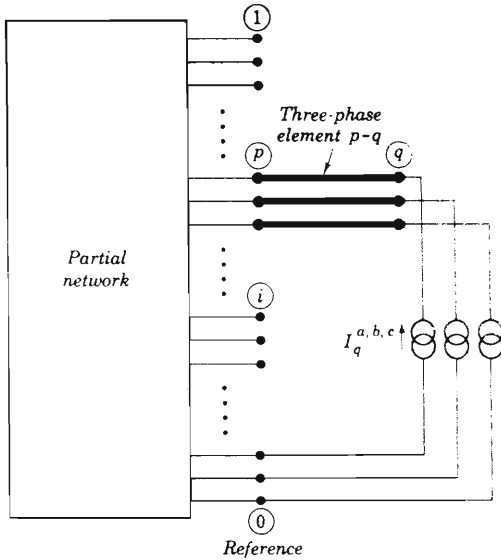 1
Three-phase
element p-q
p
q
Partial
network
i
I_q^{a, b, c}
0
Reference